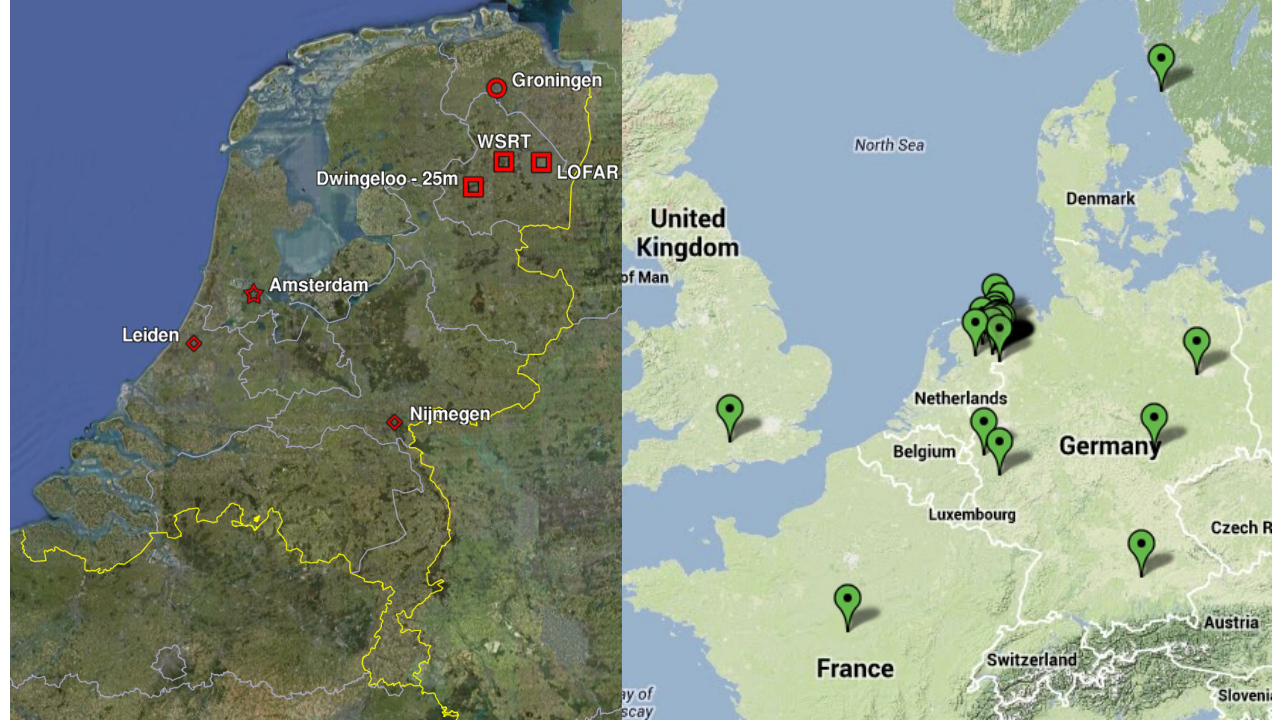 Groningen
WSRT
LOFAR
Dwingeloo - 25m
Amsterdam
Leiden
Nijmegen
North Sea
Denmark
United
Kingdom
of Man
Netherlands
Germany
Belgium
Luxembourg
Czech R
Austria
Switzerland
France
Slovenia
ay of
scay